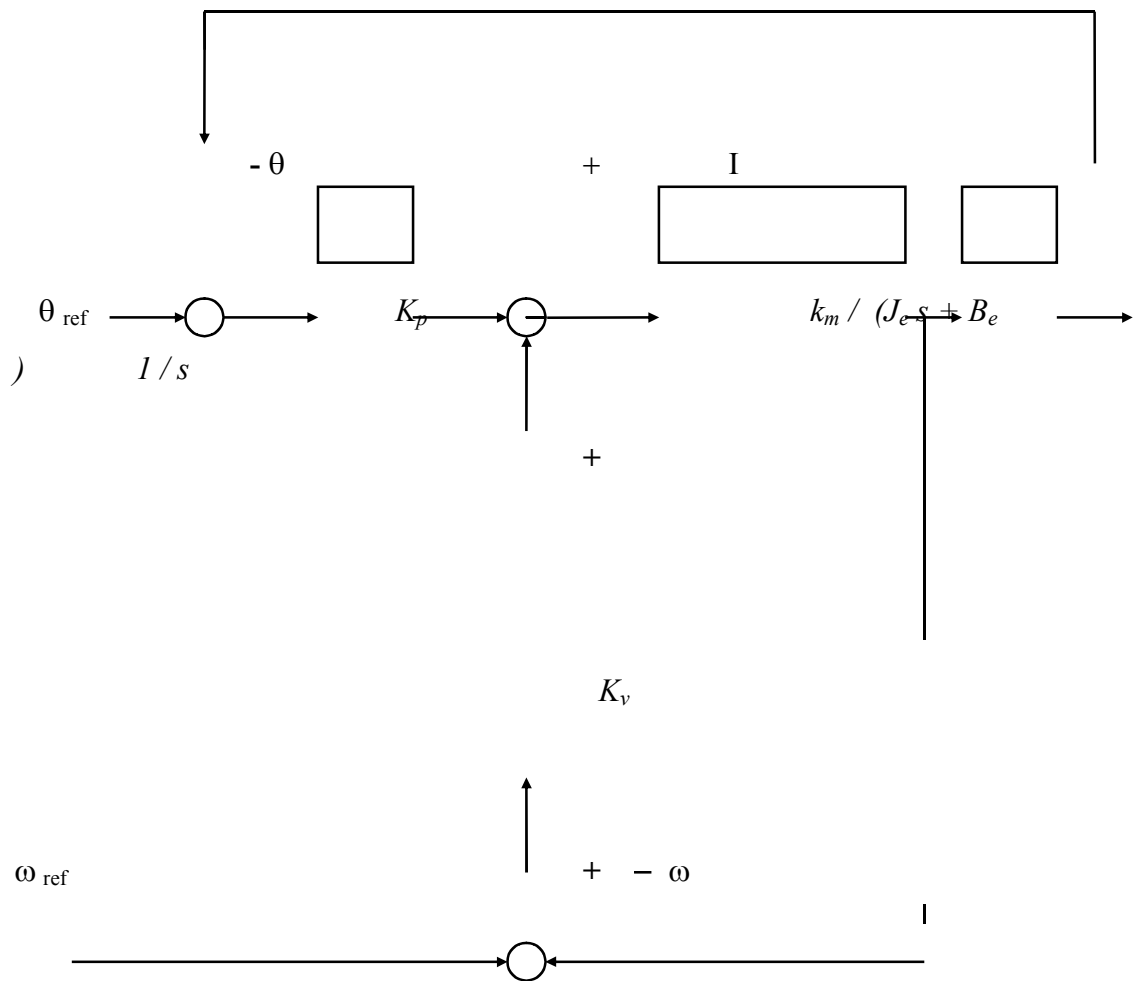 - θ + I
θ ref K_p k_m / (J_e s + B_e
) 1 / s
+
K_v
ω ref + − ω